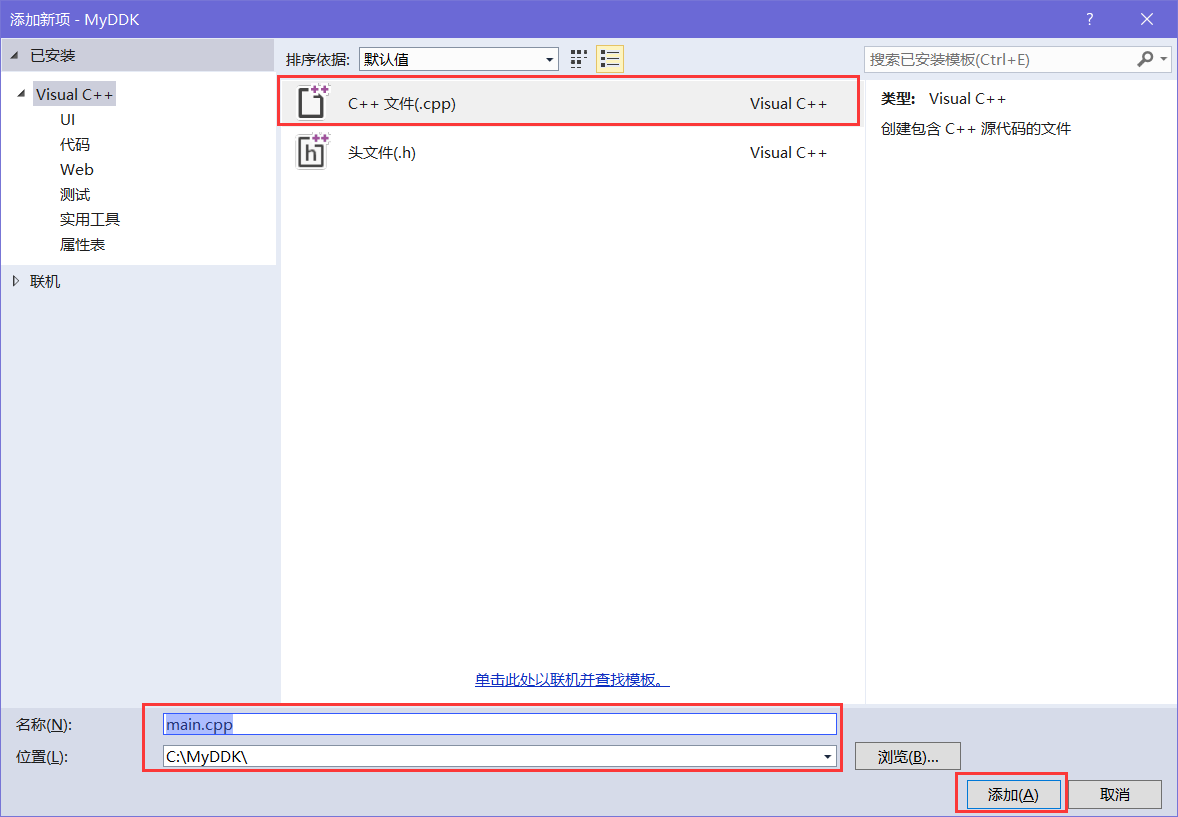 添加新项 - MyDDK
?
已安装
Visual C++
UI
代码
Web
测试
实用工具
属性表
联机
排序依据: 默认值
C++ 文件(.cpp) Visual C++
头文件(.h) Visual C++
单击此处以联机并查找模板。
搜索已安装模板(Ctrl+E)
类型: Visual C++
创建包含 C++ 源代码的文件
名称(N): main.cpp
位置(L): C:\MyDDK\
浏览(B)...
添加(A) 取消